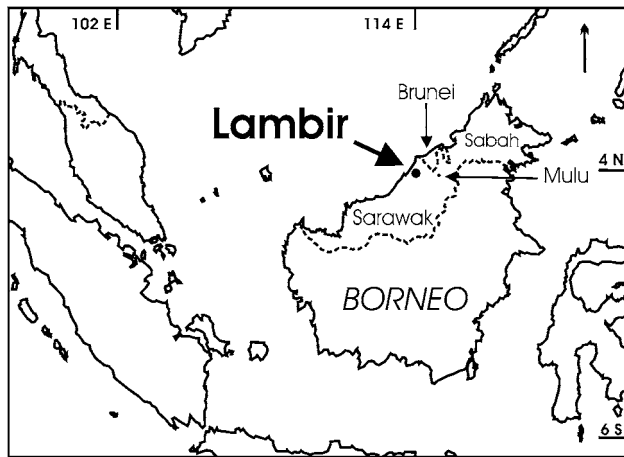 102 E
114 E
Brunei
Lambir
Sabah
4 N
Mulu
Sarawak
BORNEO
6 S